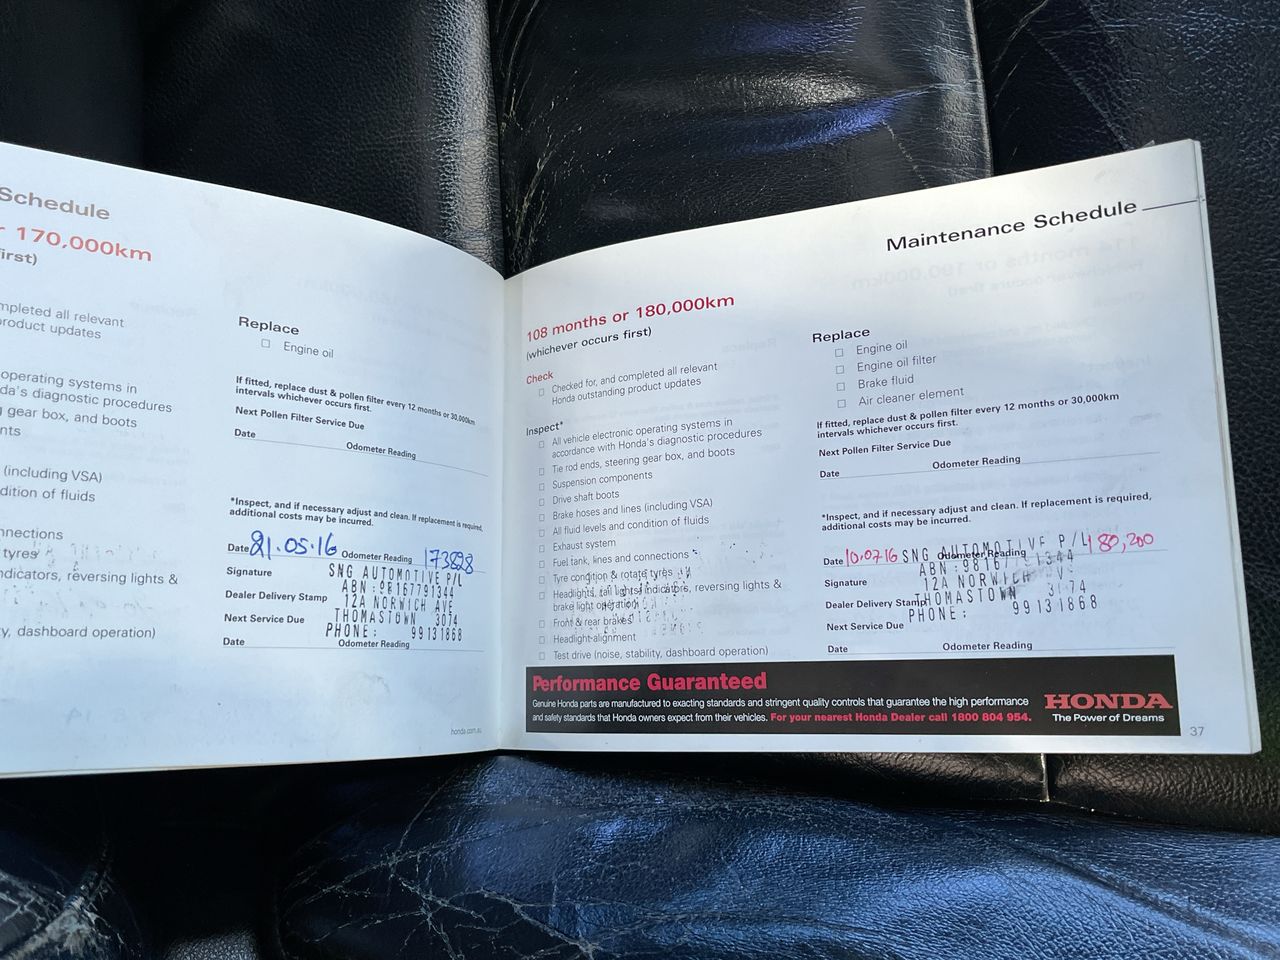 Schedule
170,000km
first)
mpleted all relevant
product updates
operating systems in
da's diagnostic procedures
gear box, and boots
nts
(including VSA)
dition of fluids
nnections
tyres
ndicators, reversing lights &
y, dashboard operation)
Replace
☐ Engine oil
If fitted, replace dust & pollen filter every 12 months or 30,000km
intervals whichever occurs first.
Next Pollen Filter Service Due
Date Odometer Reading
*Inspect, and if necessary adjust and clean. If replacement is required,
additional costs may be incurred.
Date 21.05.16 Odometer Reading 173828
Signature
Dealer Delivery Stamp
Next Service Due
Date Odometer Reading
SNG AUTOMOTIVE P/L
ABN:98167791344
12A NORWICH AVE
THOMASTOWN 3074
PHONE: 99131868
honda.com.au
Maintenance Schedule
108 months or 180,000km
(whichever occurs first)
Check
☐ Checked for, and completed all relevant
Honda outstanding product updates
Inspect*
☐ All vehicle electronic operating systems in
accordance with Honda's diagnostic procedures
☐ Tie rod ends, steering gear box, and boots
☐ Suspension components
☐ Drive shaft boots
☐ Brake hoses and lines (including VSA)
☐ All fluid levels and condition of fluids
☐ Exhaust system
☐ Fuel tank, lines and connections
☐ Tyre condition & rotate tyres
☐ Headlights, tail lights, indicators, reversing lights &
brake light operation
☐ Front & rear brakes
☐ Headlight-alignment
☐ Test drive (noise, stability, dashboard operation)
Replace
☐ Engine oil
☐ Engine oil filter
☐ Brake fluid
☐ Air cleaner element
If fitted, replace dust & pollen filter every 12 months or 30,000km
intervals whichever occurs first.
Next Pollen Filter Service Due
Date Odometer Reading
*Inspect, and if necessary adjust and clean. If replacement is required,
additional costs may be incurred.
Date 10.07.16 Odometer Reading 180,200
Signature
Dealer Delivery Stamp
Next Service Due
Date Odometer Reading
SNG AUTOMOTIVE P/L
12A NORWICH
THOMASTOWN
PHONE: 99131868
Performance Guaranteed
Genuine Honda parts are manufactured to exacting standards and stringent quality controls that guarantee the high performance
and safety standards that Honda owners expect from their vehicles. For your nearest Honda Dealer call 1800 804 954.
HONDA
The Power of Dreams
37